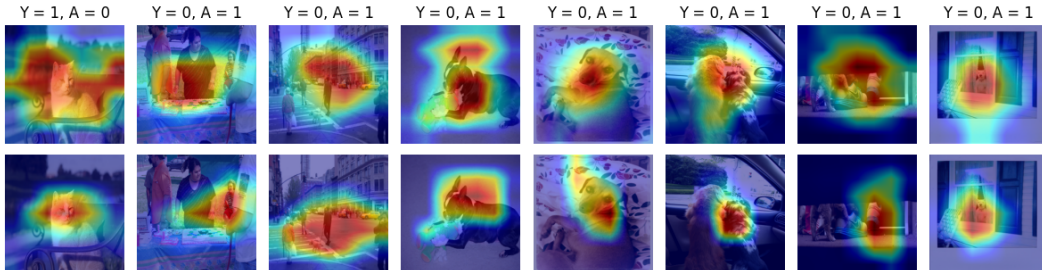 Y = 1, A = 0 Y = 0, A = 1 Y = 0, A = 1 Y = 0, A = 1 Y = 0, A = 1 Y = 0, A = 1 Y = 0, A = 1 Y = 0, A = 1